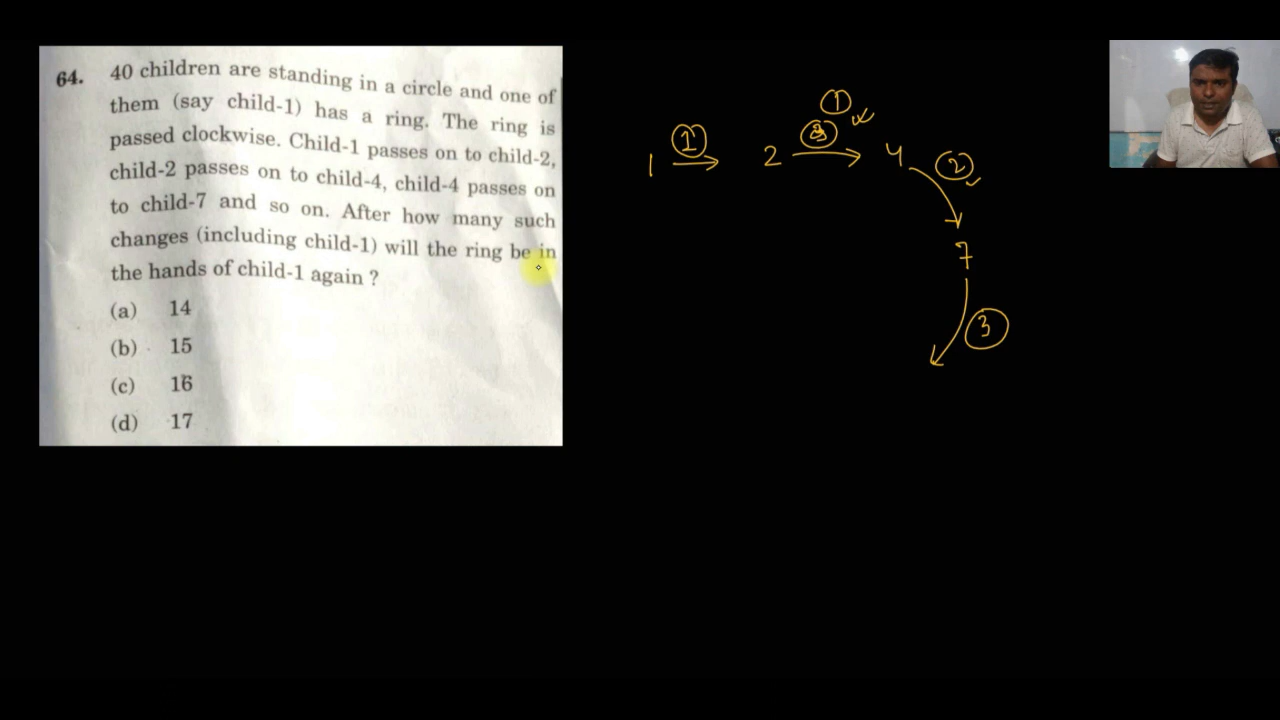 64. 40 children are standing in a circle and one of
them (say child-1) has a ring. The ring is
passed clockwise. Child-1 passes on to child-2,
child-2 passes on to child-4, child-4 passes on
to child-7 and so on. After how many such
changes (including child-1) will the ring be in
the hands of child-1 again ?
(a) 14
(b) 15
(c) 16
(d) 17
1
1 2 4
2
7
3